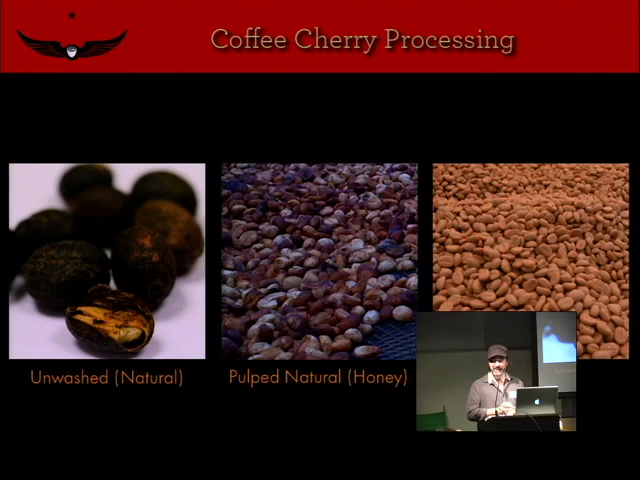 Coffee Cherry Processing
Unwashed (Natural)
Pulped Natural (Honey)